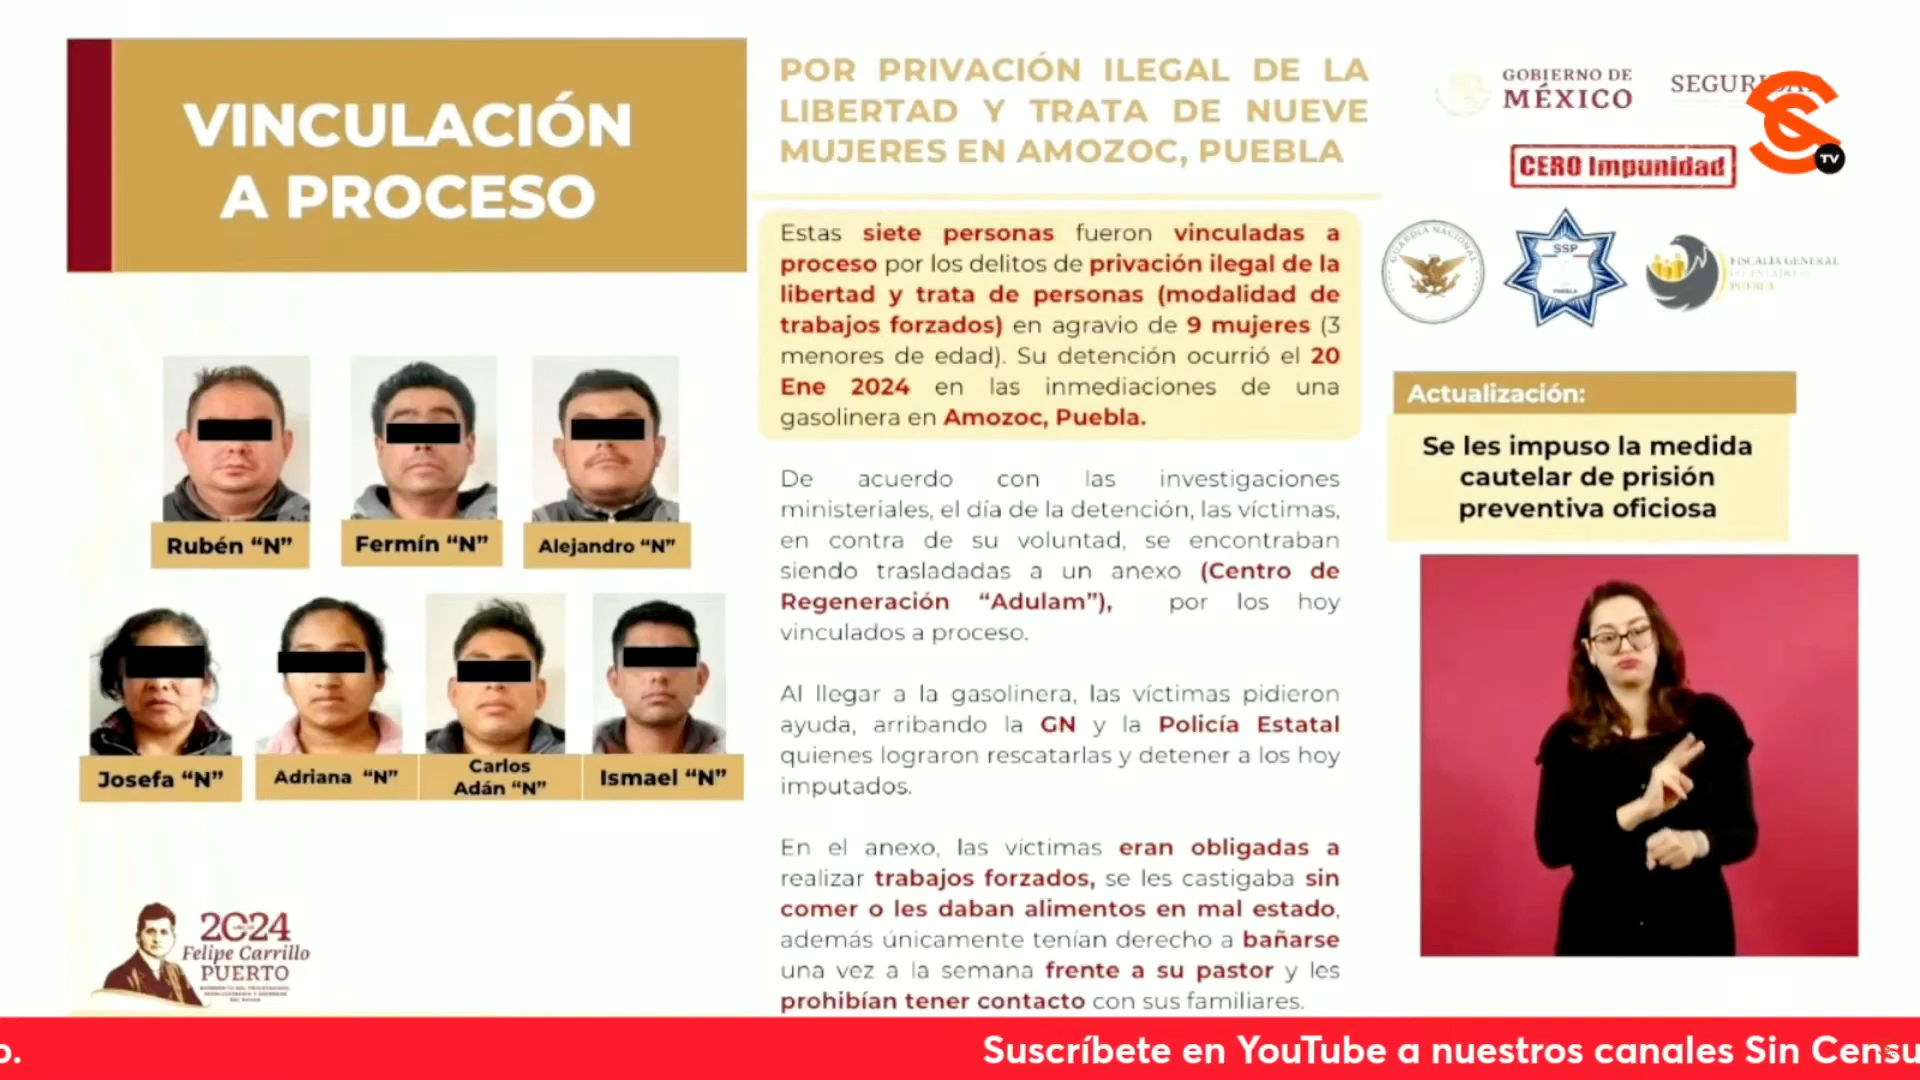 VINCULACIÓN
A PROCESO
Rubén “N”
Fermín “N”
Alejandro “N”
Josefa “N”
Adriana “N”
Carlos
Adán “N”
Ismael “N”
2024
Felipe Carrillo
PUERTO
POR PRIVACIÓN ILEGAL DE LA
LIBERTAD Y TRATA DE NUEVE
MUJERES EN AMOZOC, PUEBLA
Estas siete personas fueron vinculadas a
proceso por los delitos de privación ilegal de la
libertad y trata de personas (modalidad de
trabajos forzados) en agravio de 9 mujeres (3
menores de edad). Su detención ocurrió el 20
Ene 2024 en las inmediaciones de una
gasolinera en Amozoc, Puebla.
De acuerdo con las investigaciones
ministeriales, el día de la detención, las víctimas,
en contra de su voluntad, se encontraban
siendo trasladadas a un anexo (Centro de
Regeneración “Adulam”), por los hoy
vinculados a proceso.
Al llegar a la gasolinera, las víctimas pidieron
ayuda, arribando la GN y la Policía Estatal
quienes lograron rescatarlas y detener a los hoy
imputados.
En el anexo, las víctimas eran obligadas a
realizar trabajos forzados, se les castigaba sin
comer o les daban alimentos en mal estado,
además únicamente tenían derecho a bañarse
una vez a la semana frente a su pastor y les
prohibían tener contacto con sus familiares.
GOBIERNO DE
MÉXICO
TV
CERO Impunidad
GUARDIA NACIONAL
SSP
PUEBLA
FISCALÍA GENERAL
DEL ESTADO DE
PUEBLA
Actualización:
Se les impuso la medida
cautelar de prisión
preventiva oficiosa
o.
Suscríbete en YouTube a nuestros canales Sin Censu